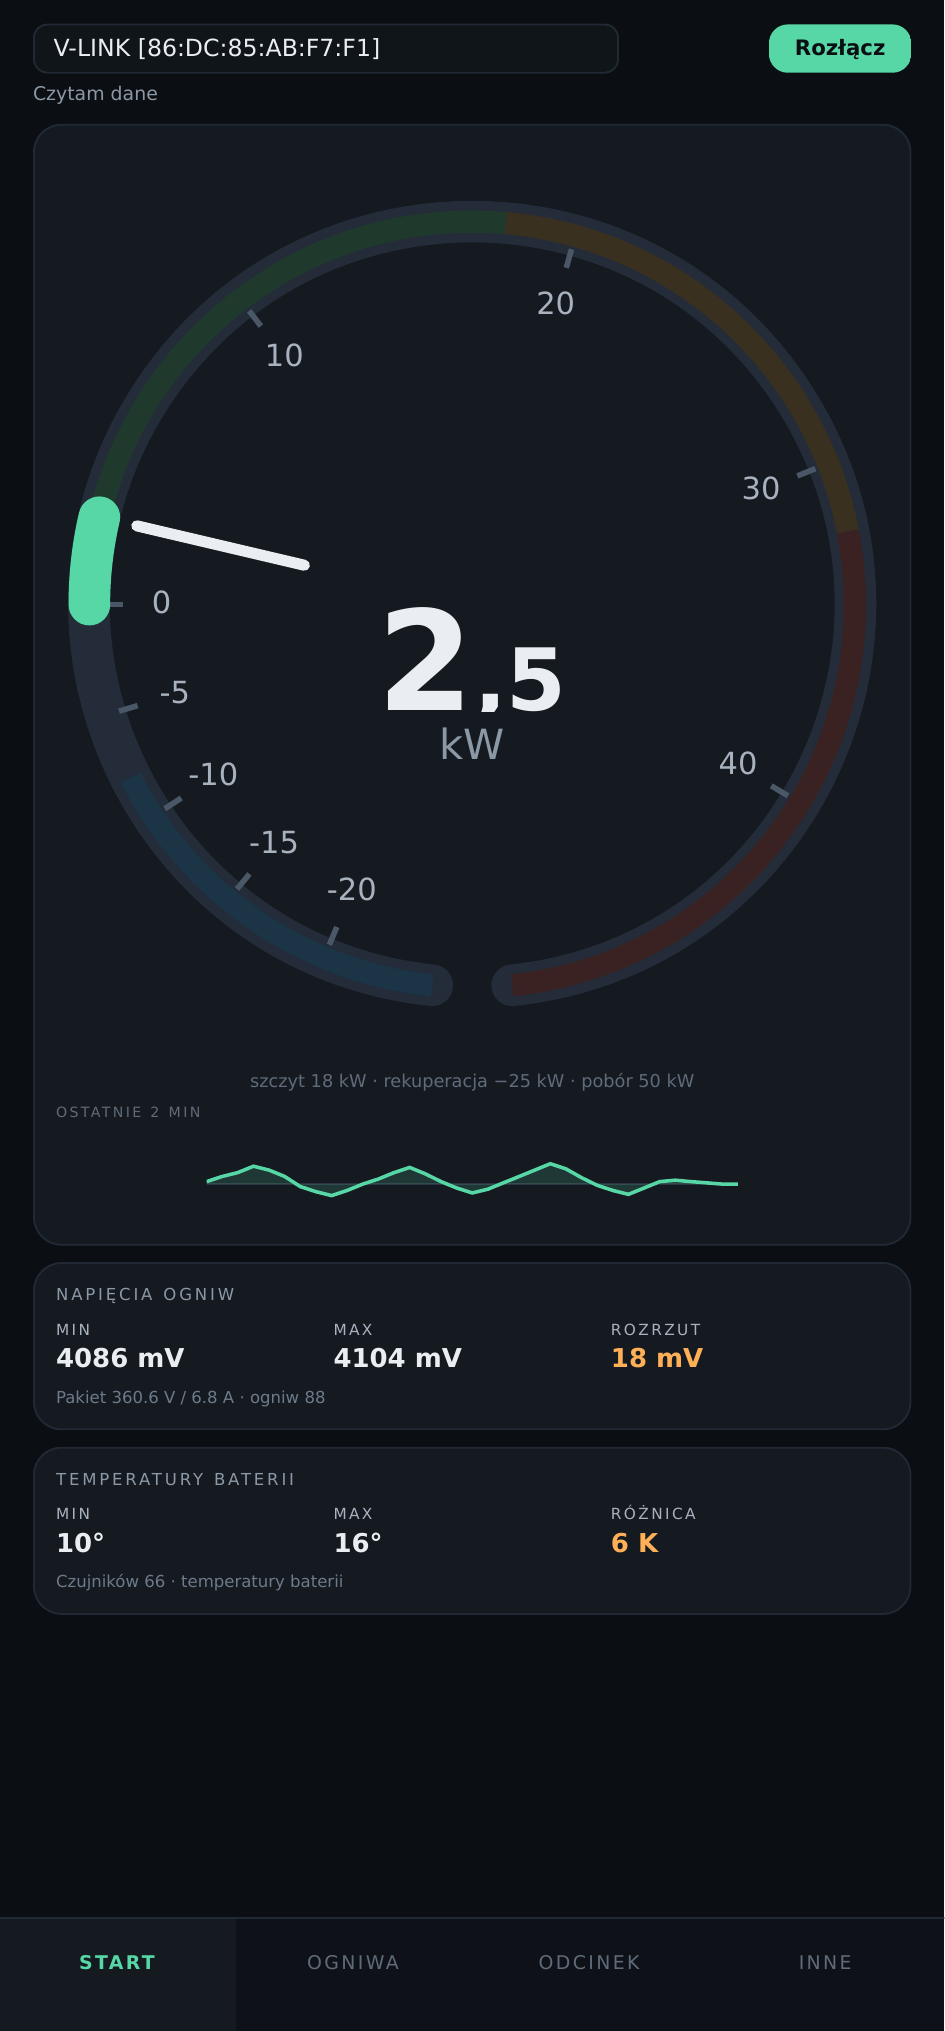 V-LINK [86:DC:85:AB:F7:F1]
Rozłącz
Czytam dane
20
10
30
0
-5
-10
-15
-20
40
2,5
kW
szczyt 18 kW · rekuperacja −25 kW · pobór 50 kW
OSTATNIE 2 MIN
NAPIĘCIA OGNIW
MIN MAX ROZRZUT
4086 mV 4104 mV 18 mV
Pakiet 360.6 V / 6.8 A · ogniw 88
TEMPERATURY BATERII
MIN MAX RÓŻNICA
10° 16° 6 K
Czujników 66 · temperatury baterii
START OGNIWA ODCINEK INNE